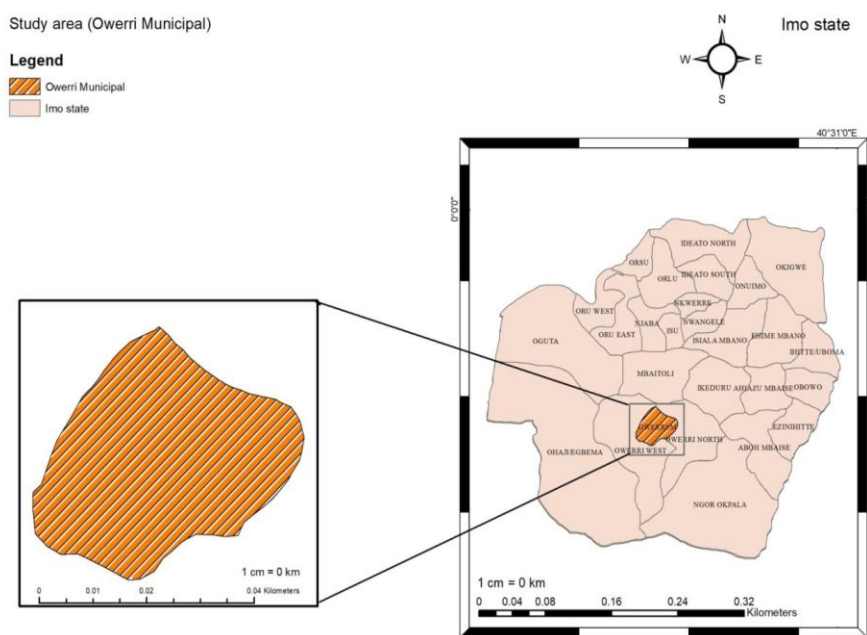 Study area (Owerri Municipal)
Imo state
Legend
Owerri Municipal
Imo state
N
W E
S
40°31'0"E
0°0'0"
IDEATO NORTH
ORSU
OKIGWE
ORLU
IDEATO SOUTH
ONUIMO
NKWERRE
ORU WEST
NJABA
ISU
NWANGELE
ORU EAST
EHIME MBANO
OGUTA
ISIALA MBANO
IHITTE/UBOMA
MBAITOLI
IKEDURU
AHIAZU MBAISE
OBOWO
EZINIHITTE
OWERRI NORTH
ABOH MBAISE
OWERRI WEST
OHAJI/EGBEMA
NGOR OKPALA
1 cm = 0 km
0 0.01 0.02 0.04 Kilometers
1 cm = 0 km
0 0.04 0.08 0.16 0.24 0.32
Kilometers